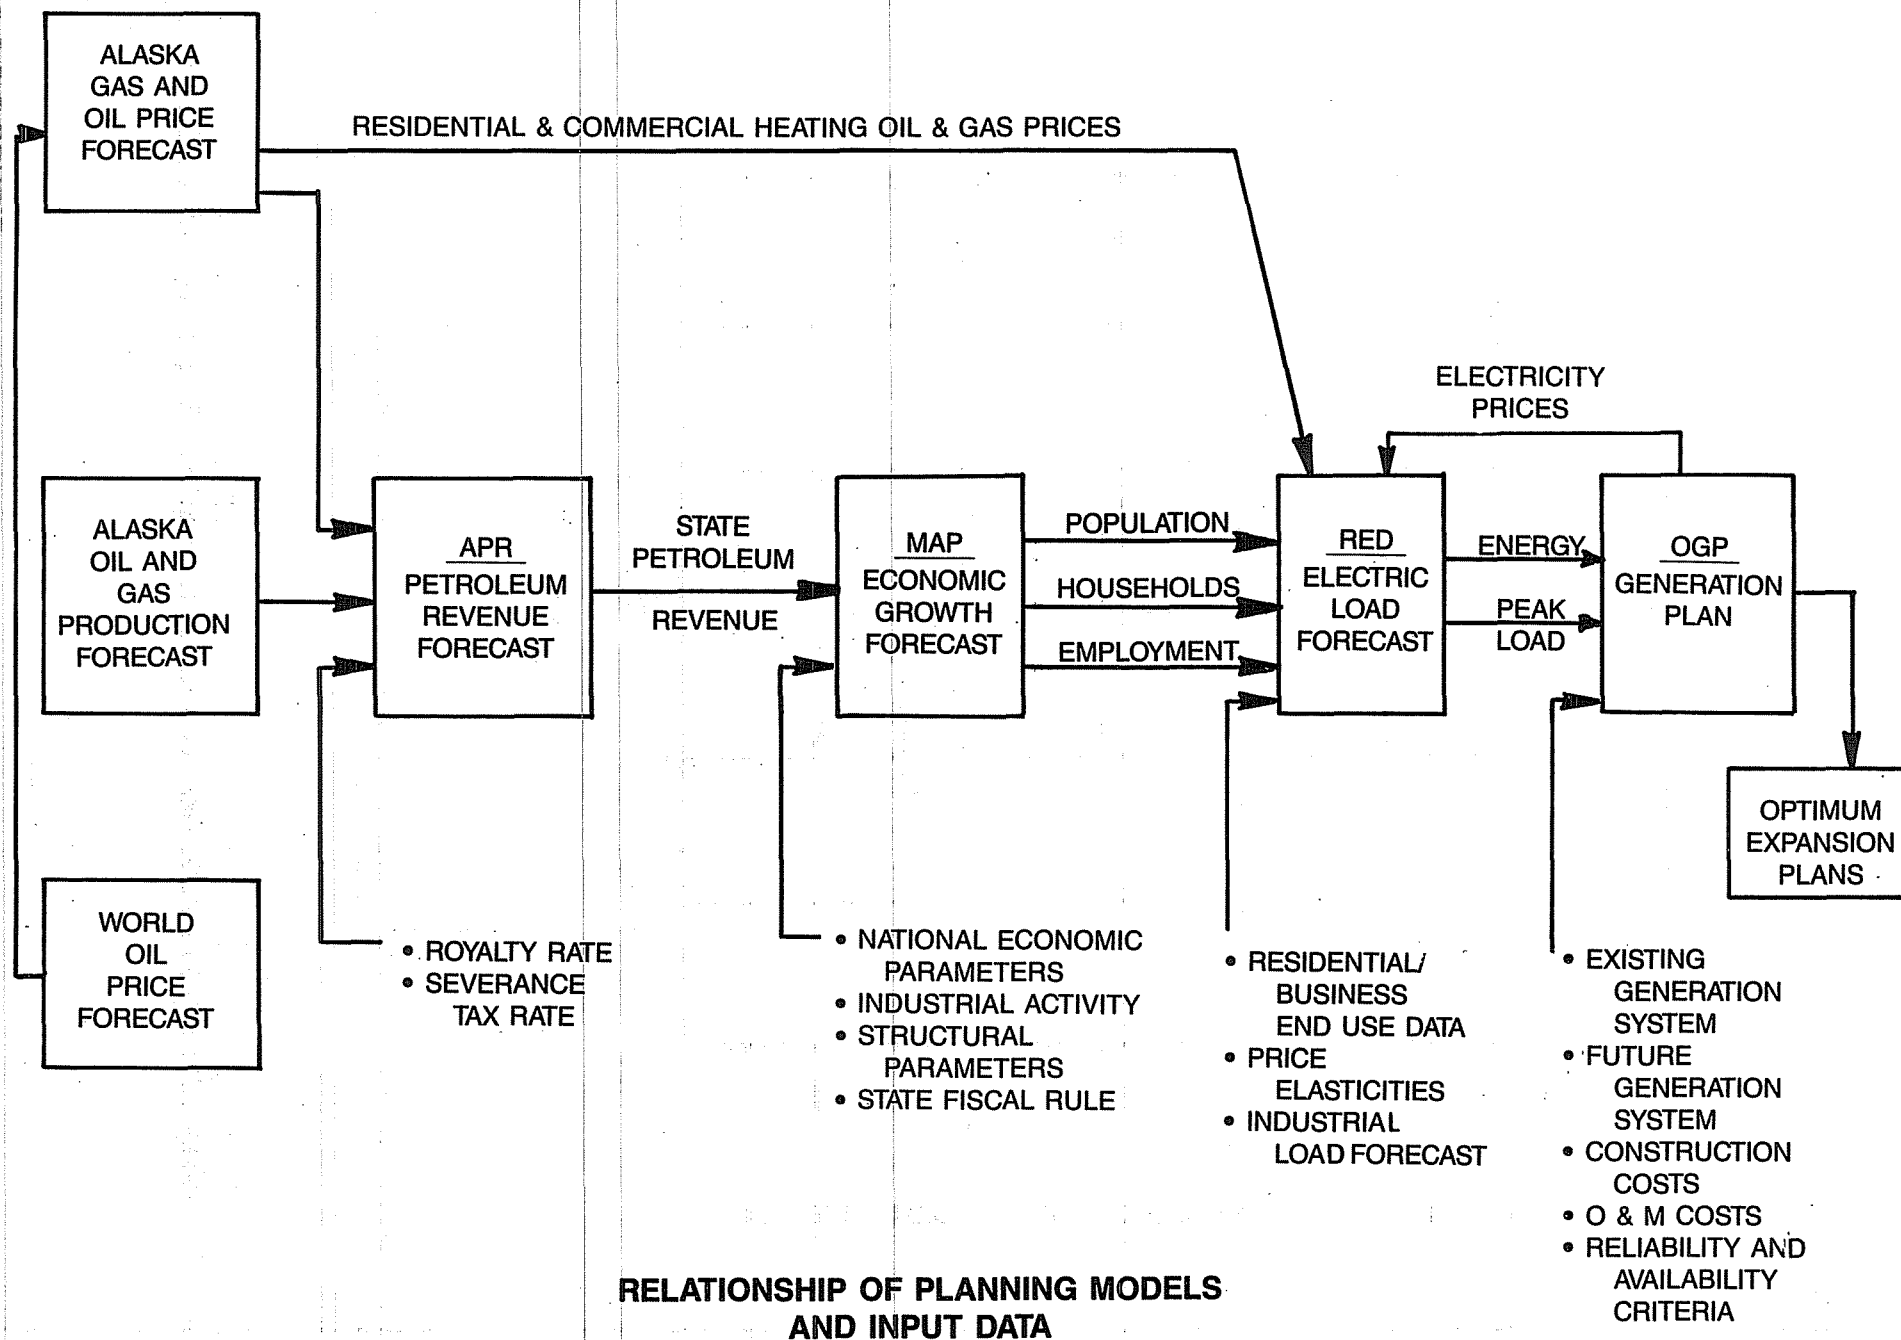 ALASKA
GAS AND
OIL PRICE
FORECAST
RESIDENTIAL & COMMERCIAL HEATING OIL & GAS PRICES
ELECTRICITY
PRICES
ALASKA
OIL AND
GAS
PRODUCTION
FORECAST
APR
PETROLEUM
REVENUE
FORECAST
STATE
PETROLEUM
REVENUE
MAP
ECONOMIC
GROWTH
FORECAST
POPULATION
HOUSEHOLDS
EMPLOYMENT
RED
ELECTRIC
LOAD
FORECAST
ENERGY
PEAK
LOAD
OGP
GENERATION
PLAN
OPTIMUM
EXPANSION
PLANS
WORLD
OIL
PRICE
FORECAST
• ROYALTY RATE
• SEVERANCE
TAX RATE
• NATIONAL ECONOMIC
PARAMETERS
• INDUSTRIAL ACTIVITY
• STRUCTURAL
PARAMETERS
• STATE FISCAL RULE
• RESIDENTIAL/
BUSINESS
END USE DATA
• PRICE
ELASTICITIES
• INDUSTRIAL
LOAD FORECAST
• EXISTING
GENERATION
SYSTEM
• FUTURE
GENERATION
SYSTEM
• CONSTRUCTION
COSTS
• O & M COSTS
• RELIABILITY AND
AVAILABILITY
CRITERIA
RELATIONSHIP OF PLANNING MODELS
AND INPUT DATA